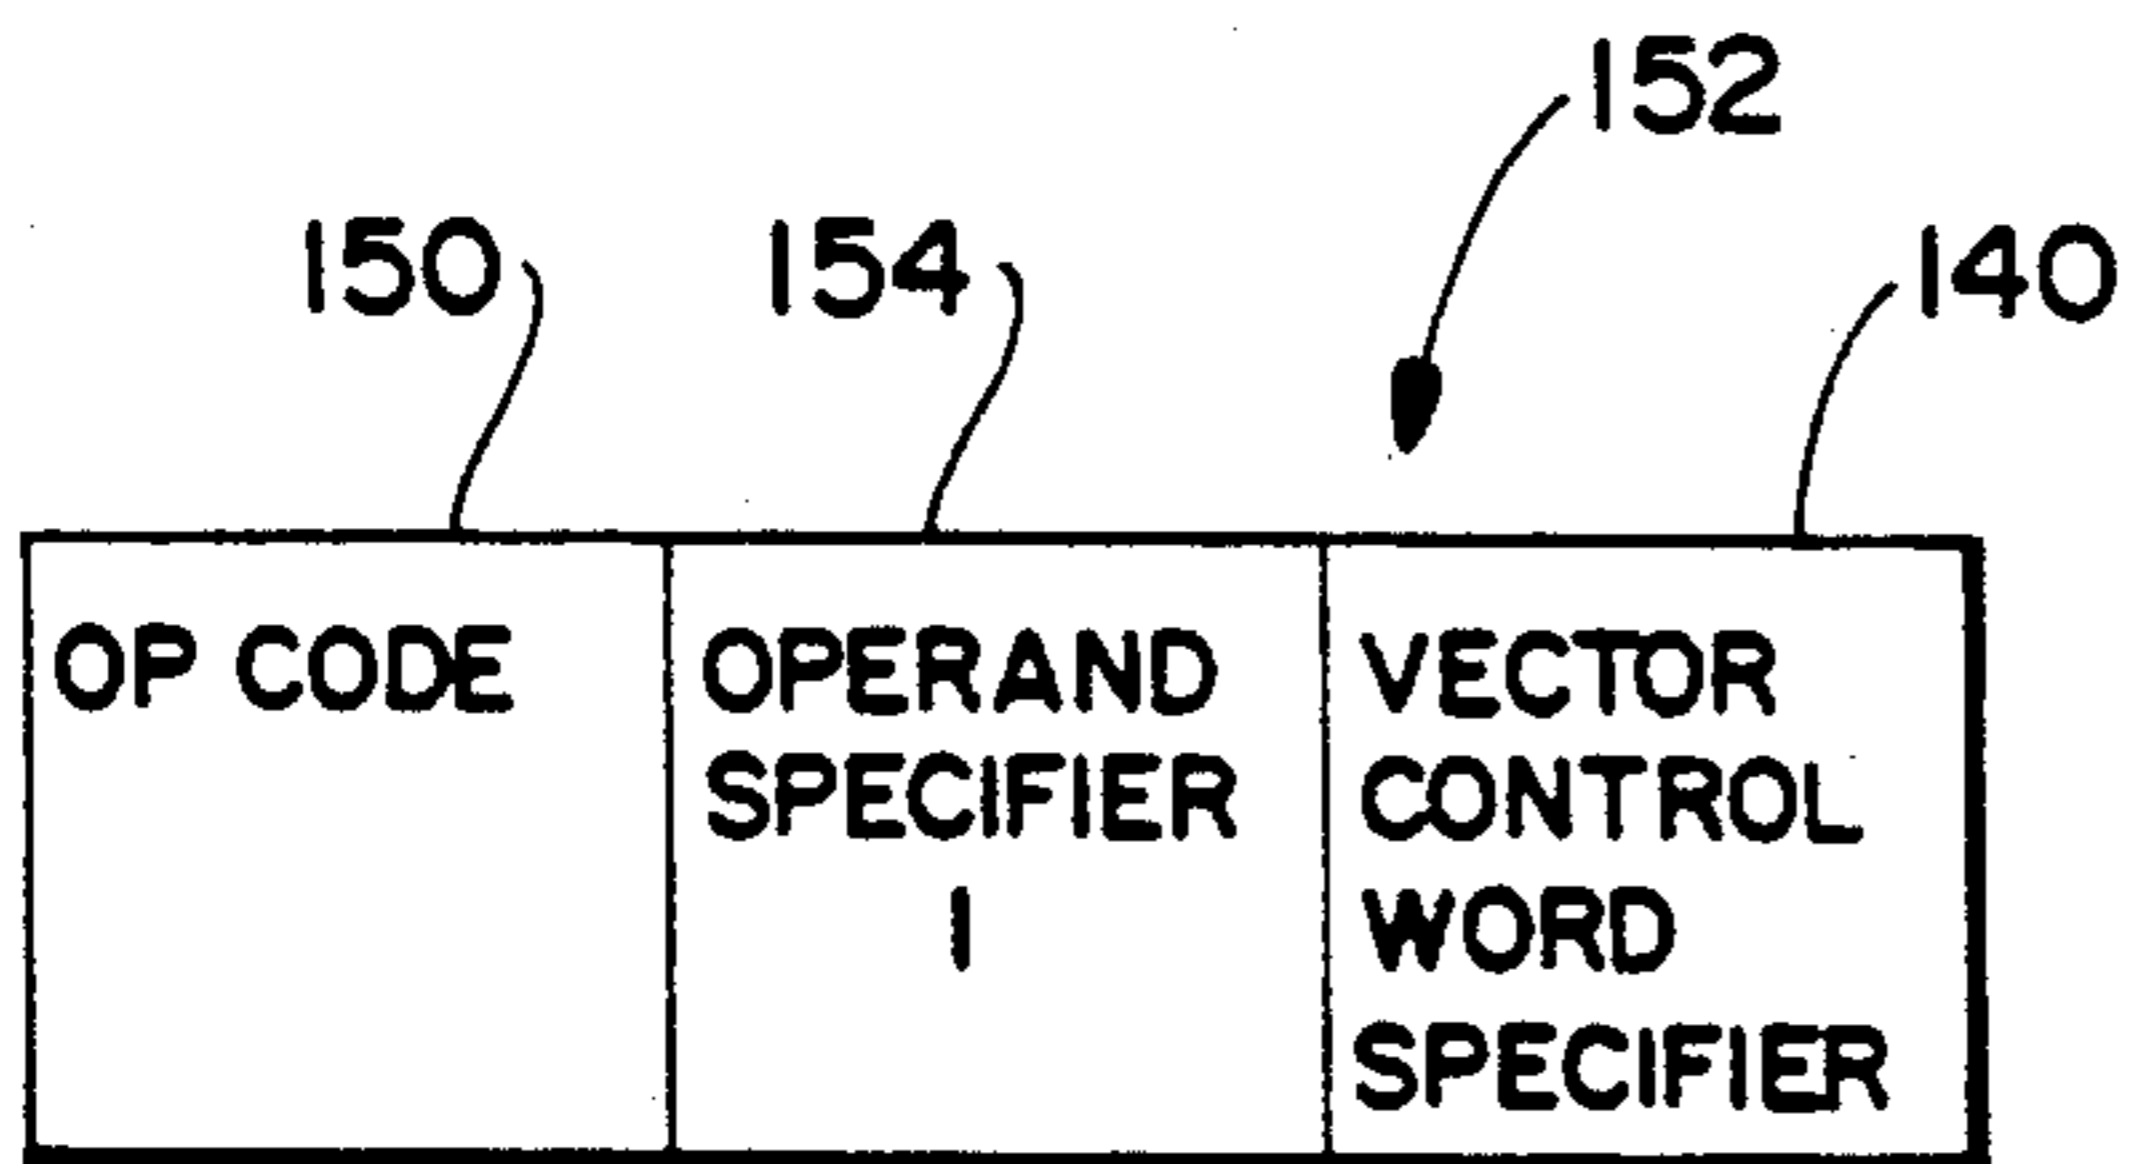 152
150 154 140
OP CODE OPERAND VECTOR
SPECIFIER CONTROL
1 WORD
SPECIFIER